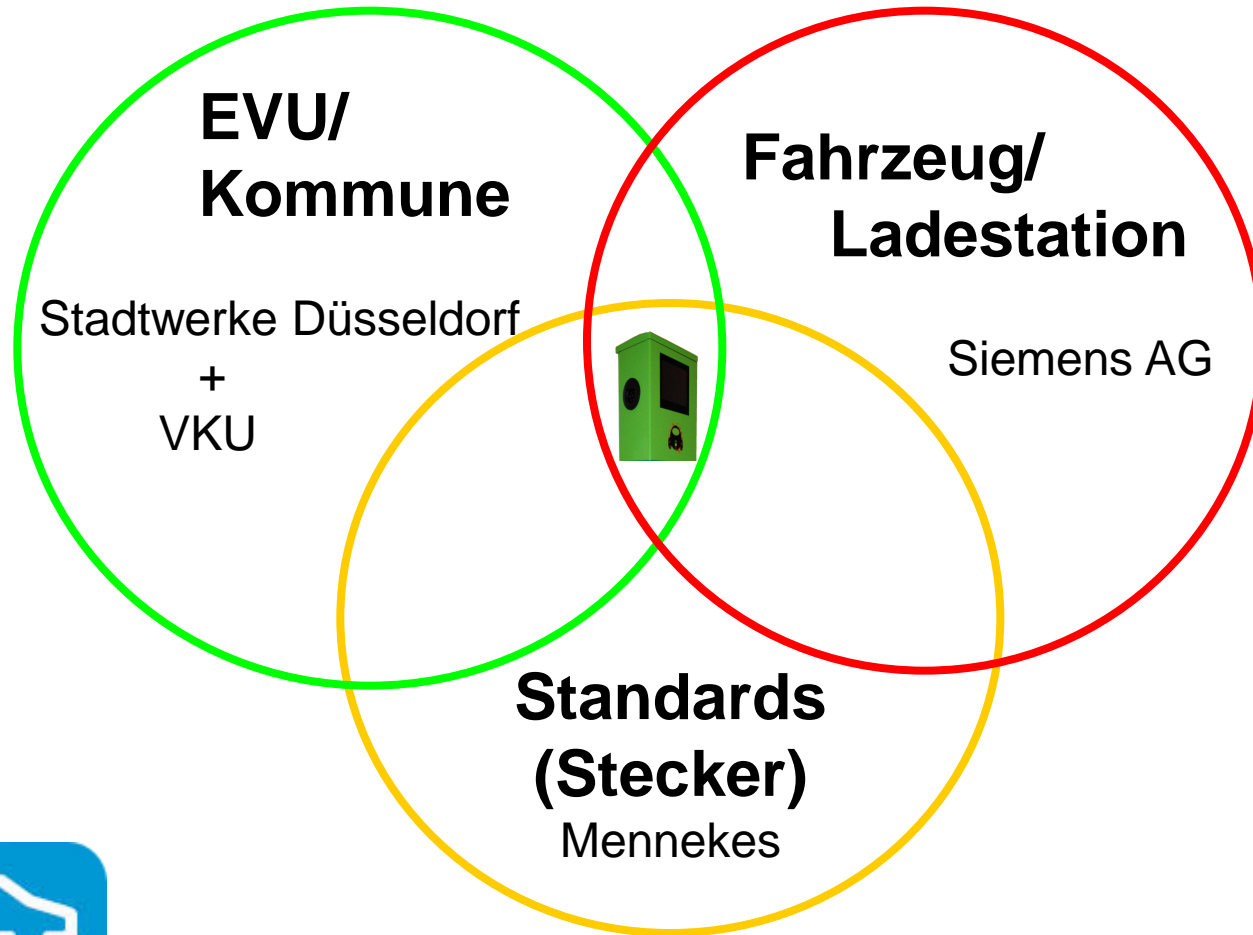 EVU/
Kommune
Stadtwerke Düsseldorf
+
VKU
Fahrzeug/
Ladestation
Siemens AG
Standards
(Stecker)
Mennekes